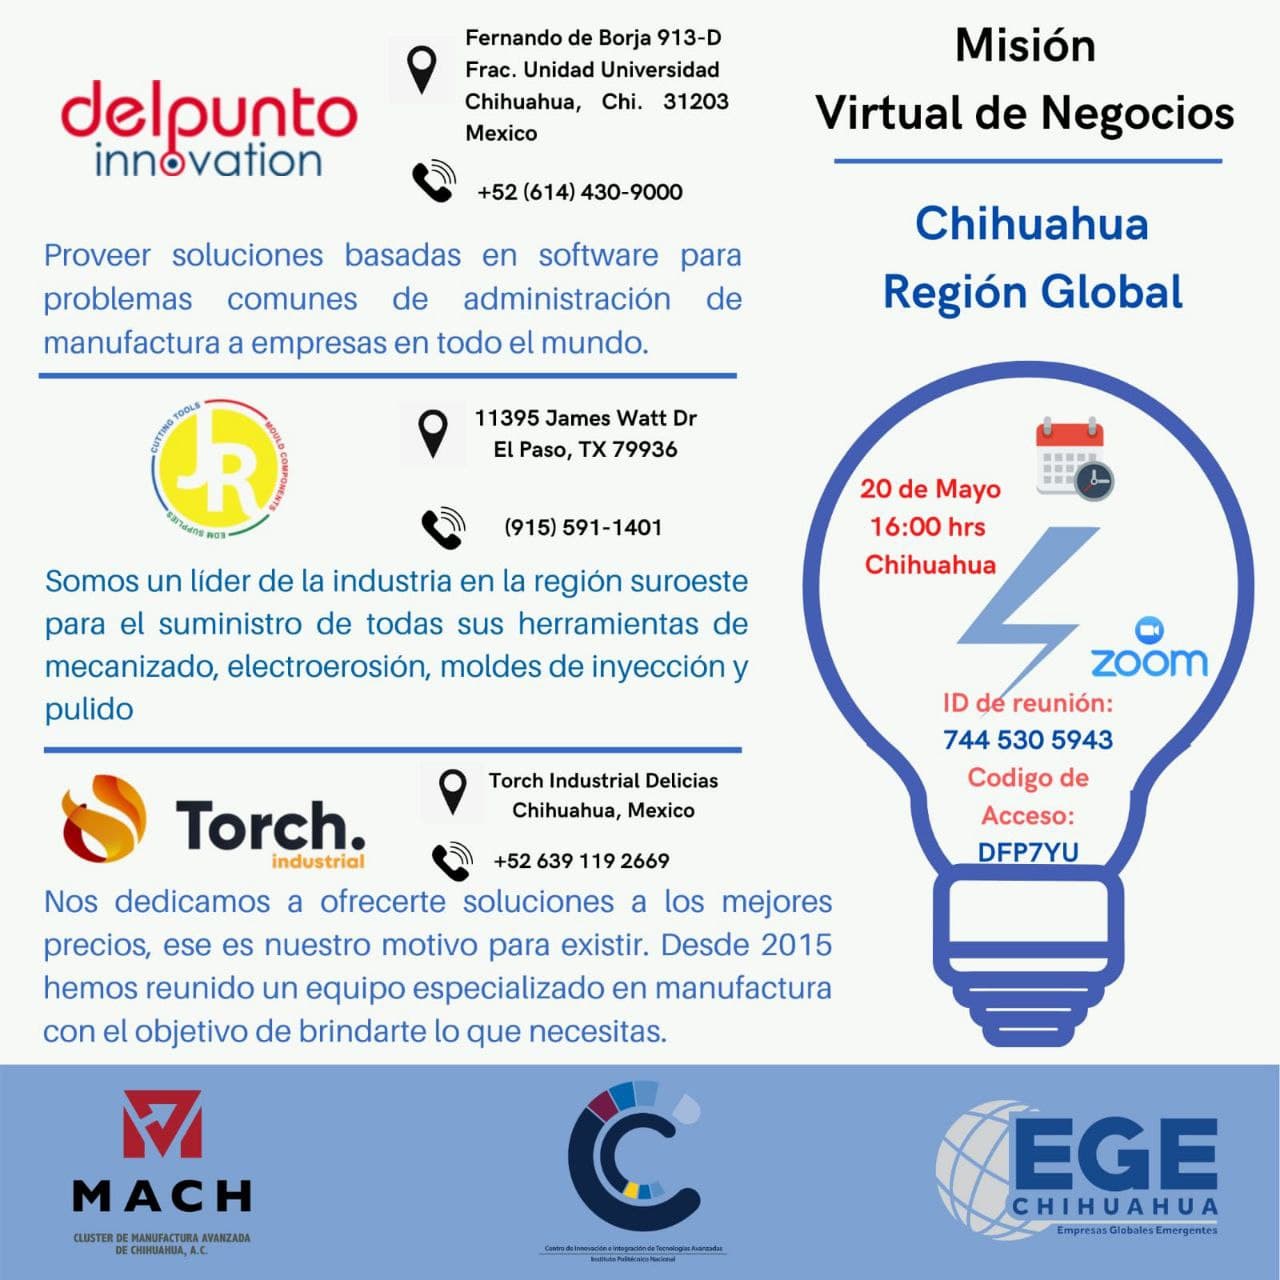 delpunto
innovation
Fernando de Borja 913-D
Frac. Unidad Universidad
Chihuahua, Chi. 31203
Mexico
+52 (614) 430-9000
Proveer soluciones basadas en software para
problemas comunes de administración de
manufactura a empresas en todo el mundo.
CUTTING TOOLS
MOULD COMPONENTS
EDM SUPPLIES
JR
11395 James Watt Dr
El Paso, TX 79936
(915) 591-1401
Somos un líder de la industria en la región suroeste
para el suministro de todas sus herramientas de
mecanizado, electroerosión, moldes de inyección y
pulido
Torch.
industrial
Torch Industrial Delicias
Chihuahua, Mexico
+52 639 119 2669
Nos dedicamos a ofrecerte soluciones a los mejores
precios, ese es nuestro motivo para existir. Desde 2015
hemos reunido un equipo especializado en manufactura
con el objetivo de brindarte lo que necesitas.
Misión
Virtual de Negocios
Chihuahua
Región Global
20 de Mayo
16:00 hrs
Chihuahua
zoom
ID de reunión:
744 530 5943
Codigo de
Acceso:
DFP7YU
MACH
CLUSTER DE MANUFACTURA AVANZADA
DE CHIHUAHUA, A.C.
Centro de Innovación e Integración de Tecnologías Avanzadas
Instituto Politécnico Nacional
EGE
CHIHUAHUA
Empresas Globales Emergentes